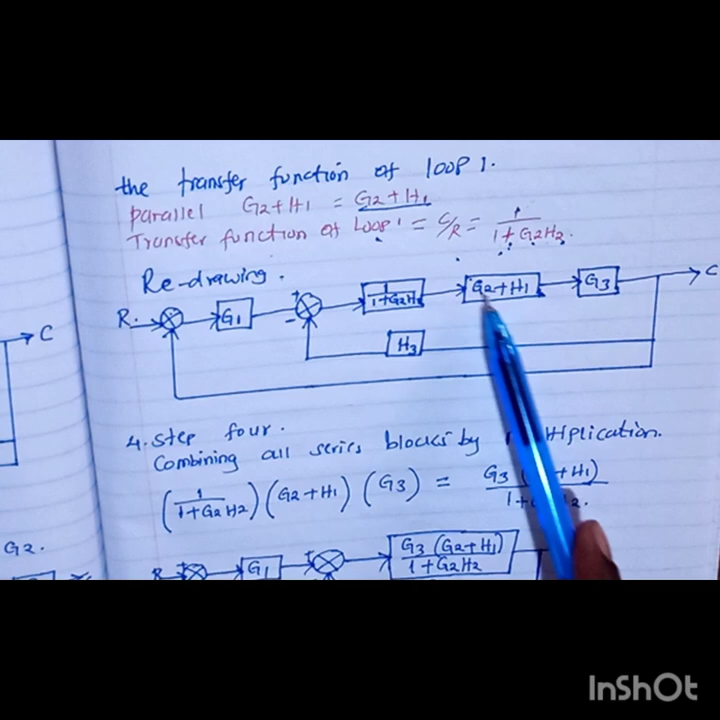 the transfer function of loop 1.
parallel G2+H1 = G2+H1
Transfer function of Loop 1 = C/R = 1/1+G2H2.
Re-drawing.
R. G1 + - 1/1+G2H2 G2+H1 G3 C
H3
C
4. Step four.
Combining all series blocks by
(1/1+G2H2)(G2+H1)(G3) = G3
G2.
R G1 + G3(G2+H1)/1+G2H2
InShOt